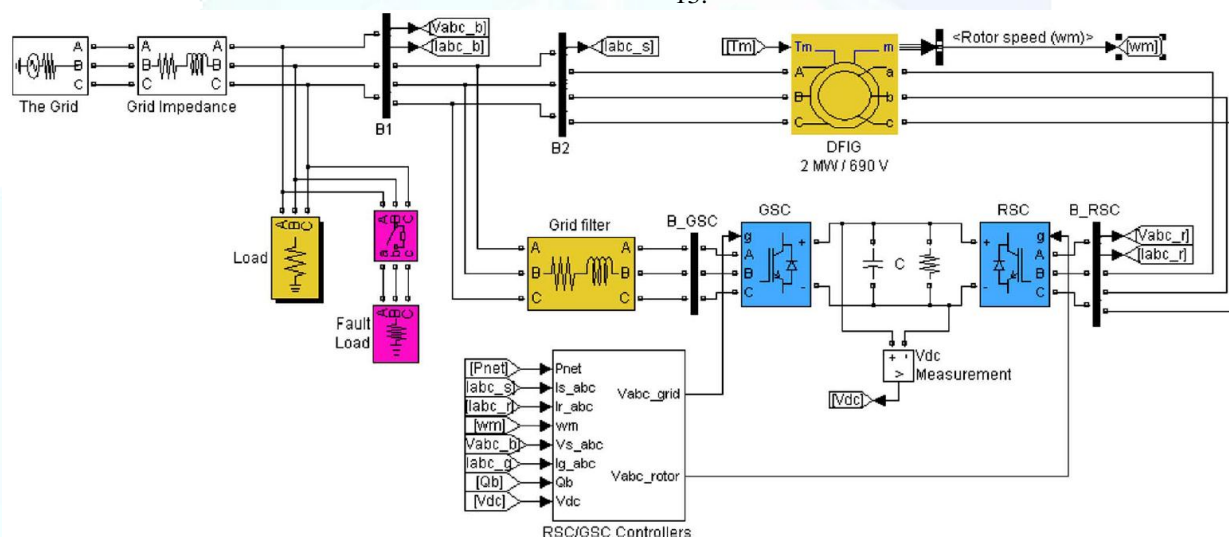 13.
[Vabc_b]
[Iabc_b]
[Iabc_s]
[Tm]
Tm
m
<Rotor speed (wm)>
[wm]
A
B
C
The Grid
A
B
C
A
B
C
Grid Impedance
B1
B2
A
B
C
a
b
c
DFIG
2 MW / 690 V
A
B
C
Load
A
B
C
a
b
c
A
B
C
Fault
Load
Grid filter
A
B
C
A
B
C
B_GSC
GSC
g
A
B
C
+
-
C
RSC
+
-
g
A
B
C
B_RSC
[Vabc_r]
[Iabc_r]
+
-
v
Vdc
Measurement
[Vdc]
[Pnet]
Iabc_s]
[Iabc_r]
[wm]
Vabc_b]
Iabc_g
[Qb]
[Vdc]
Pnet
Is_abc
Ir_abc
wm
Vs_abc
Ig_abc
Qb
Vdc
Vabc_grid
Vabc_rotor
RSC/GSC Controllers